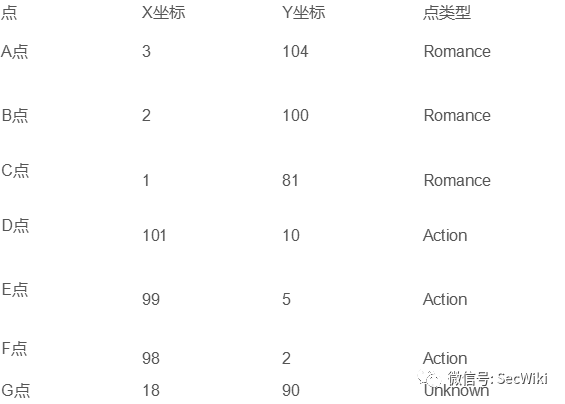 点 X坐标 Y坐标 点类型
A点 3 104 Romance
B点 2 100 Romance
C点 1 81 Romance
D点 101 10 Action
E点 99 5 Action
F点 98 2 Action
G点 18 90 Unknown
微信号: SecWiki